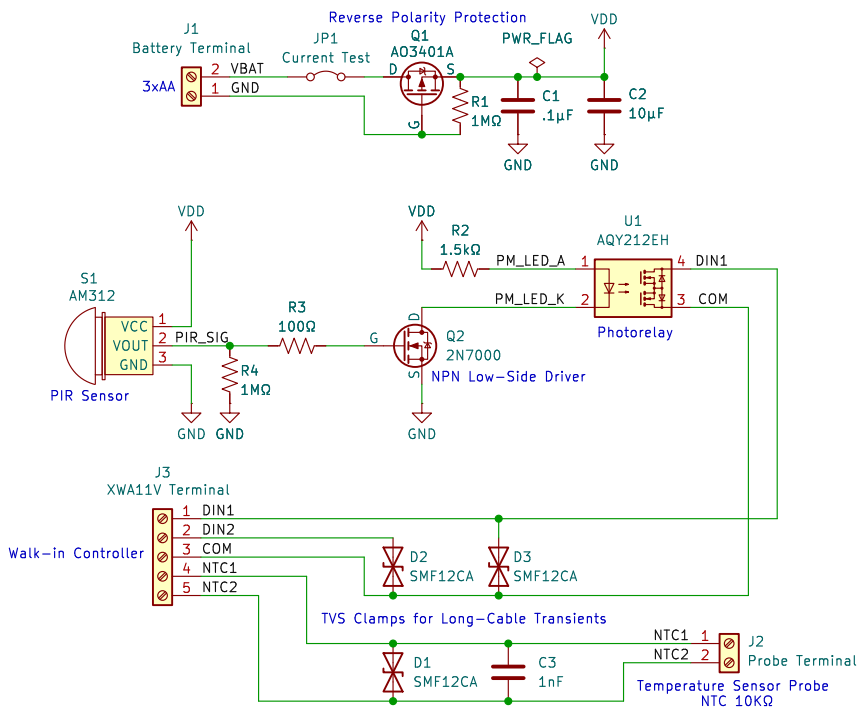 Reverse Polarity Protection
J1
Battery Terminal
3xAA
2 VBAT
1 GND
JP1
Current Test
Q1
AO3401A
D
S
G
R1
1MΩ
PWR_FLAG
VDD
C1
.1µF
C2
10µF
GND
GND
VDD
S1
AM312
VCC 1
VOUT 2
GND 3
PIR_SIG
PIR Sensor
R4
1MΩ
GND
GND
R3
100Ω
VDD
R2
1.5kΩ
G
D
S
Q2
2N7000
NPN Low-Side Driver
GND
PM_LED_A 1
PM_LED_K 2
U1
AQY212EH
4 DIN1
3 COM
Photorelay
J3
XWA11V Terminal
Walk-in Controller
1 DIN1
2 DIN2
3 COM
4 NTC1
5 NTC2
D2
SMF12CA
D3
SMF12CA
TVS Clamps for Long-Cable Transients
D1
SMF12CA
C3
1nF
NTC1 1
NTC2 2
J2
Probe Terminal
Temperature Sensor Probe
NTC 10KΩ